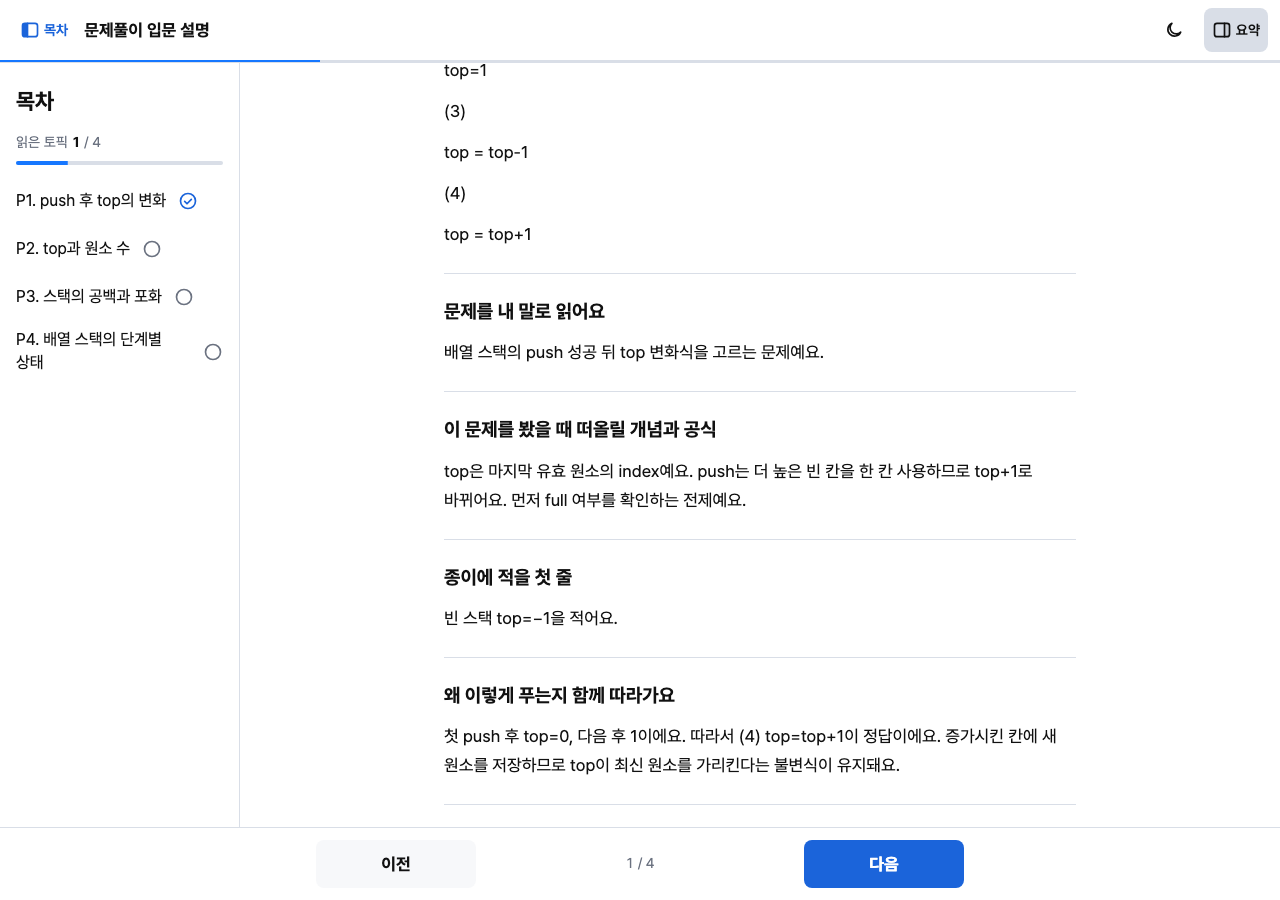 목차
문제풀이 입문 설명
요약
목차
읽은 토픽 1 / 4
P1. push 후 top의 변화
P2. top과 원소 수
P3. 스택의 공백과 포화
P4. 배열 스택의 단계별
상태
top=1
(3)
top = top-1
(4)
top = top+1
문제를 내 말로 읽어요
배열 스택의 push 성공 뒤 top 변화식을 고르는 문제예요.
이 문제를 봤을 때 떠올릴 개념과 공식
top은 마지막 유효 원소의 index예요. push는 더 높은 빈 칸을 한 칸 사용하므로 top+1로
바뀌어요. 먼저 full 여부를 확인하는 전제예요.
종이에 적을 첫 줄
빈 스택 top=−1을 적어요.
왜 이렇게 푸는지 함께 따라가요
첫 push 후 top=0, 다음 후 1이에요. 따라서 (4) top=top+1이 정답이에요. 증가시킨 칸에 새
원소를 저장하므로 top이 최신 원소를 가리킨다는 불변식이 유지돼요.
이전
1 / 4
다음